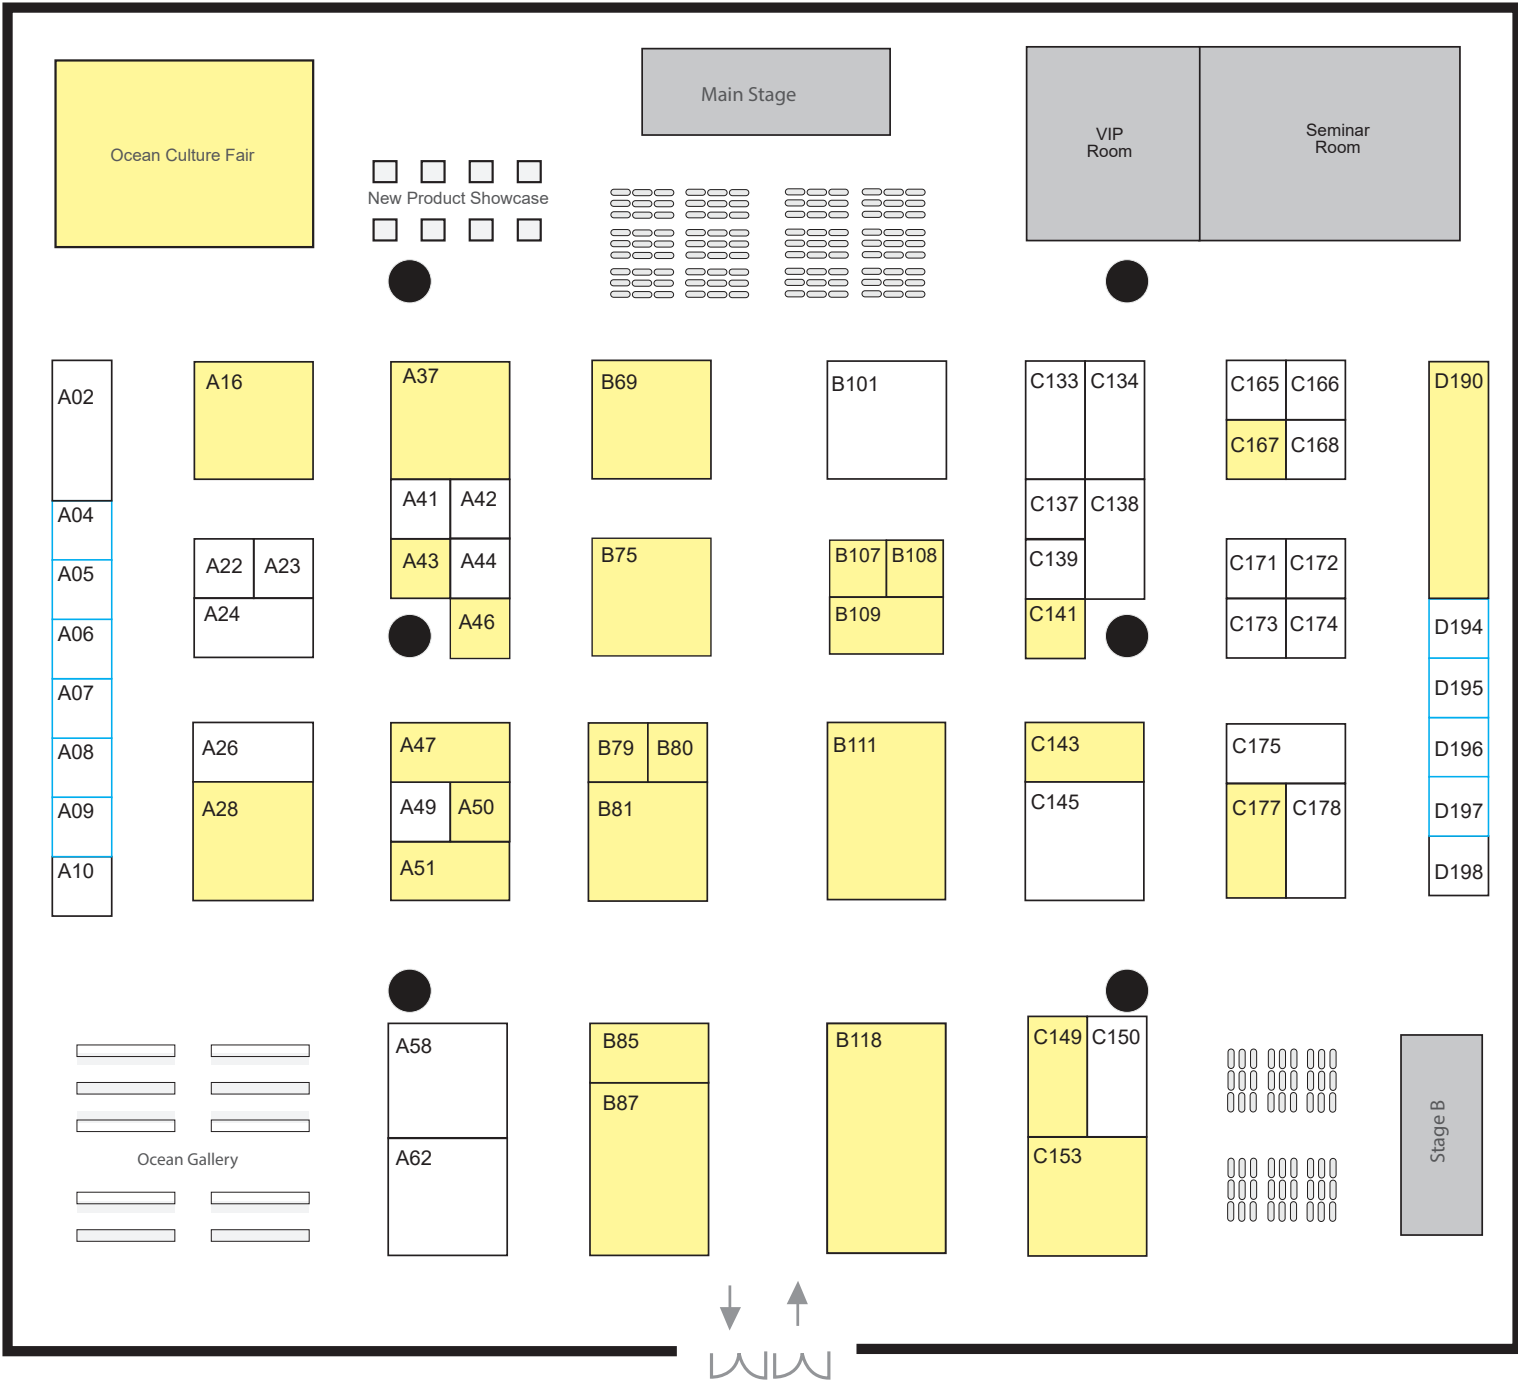 Main Stage
VIP
Room
Seminar
Room
Ocean Culture Fair
New Product Showcase
A02
A16
A37
B69
B101
C133 C134
C165 C166
D190
C167 C168
A41 A42
C137 C138
A04
A43 A44
B75
B107 B108
C139
C171 C172
A05
A22 A23
A24
A46
B109
C141
C173 C174
D194
A06
A07
D195
A26
A47
B79 B80
B111
C143
C175
D196
A08
A28
A49 A50
B81
C145
C177 C178
D197
A09
A51
A10
D198
A58
B85
B118
C149 C150
B87
A62
C153
Ocean Gallery
Stage B